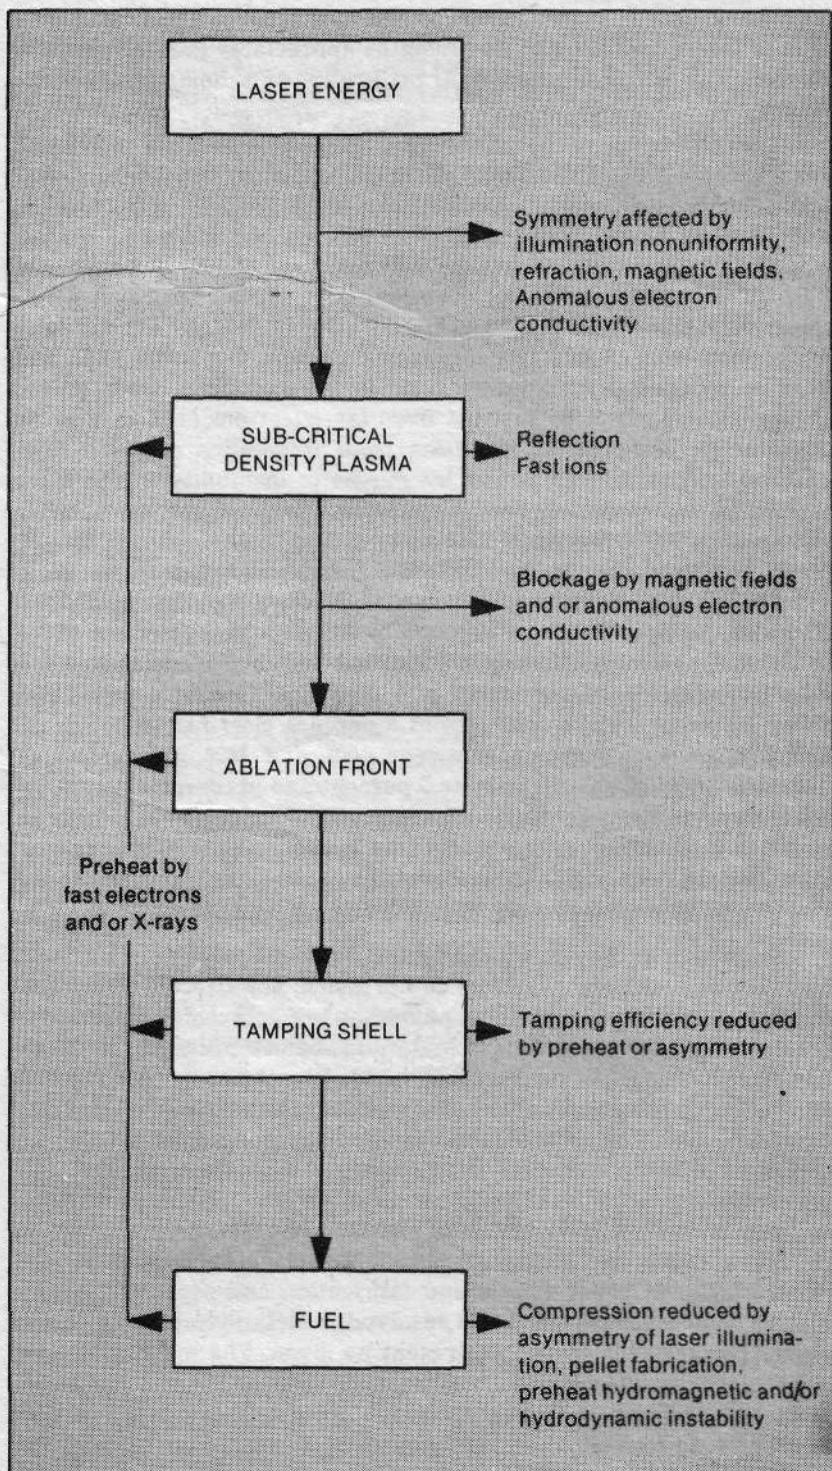 LASER ENERGY
Symmetry affected by
illumination nonuniformity,
refraction, magnetic fields.
Anomalous electron
conductivity
SUB-CRITICAL
DENSITY PLASMA
Reflection
Fast ions
Blockage by magnetic fields
and or anomalous electron
conductivity
ABLATION FRONT
Preheat by
fast electrons
and or X-rays
TAMPING SHELL
Tamping efficiency reduced
by preheat or asymmetry
FUEL
Compression reduced by
asymmetry of laser illumina-
tion, pellet fabrication,
preheat hydromagnetic and/or
hydrodynamic instability